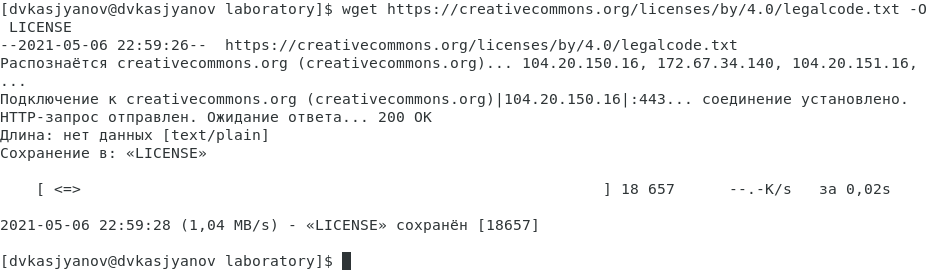 [dvkasjyanov@dvkasjyanov laboratory]$ wget https://creativecommons.org/licenses/by/4.0/legalcode.txt -O
 LICENSE
--2021-05-06 22:59:26--  https://creativecommons.org/licenses/by/4.0/legalcode.txt
Распознаётся creativecommons.org (creativecommons.org)... 104.20.150.16, 172.67.34.140, 104.20.151.16,
...
Подключение к creativecommons.org (creativecommons.org)|104.20.150.16|:443... соединение установлено.
HTTP-запрос отправлен. Ожидание ответа... 200 OK
Длина: нет данных [text/plain]
Сохранение в: «LICENSE»
    [ <=>                                                          ] 18 657      --.-K/s   за 0,02s
2021-05-06 22:59:28 (1,04 MB/s) - «LICENSE» сохранён [18657]
[dvkasjyanov@dvkasjyanov laboratory]$